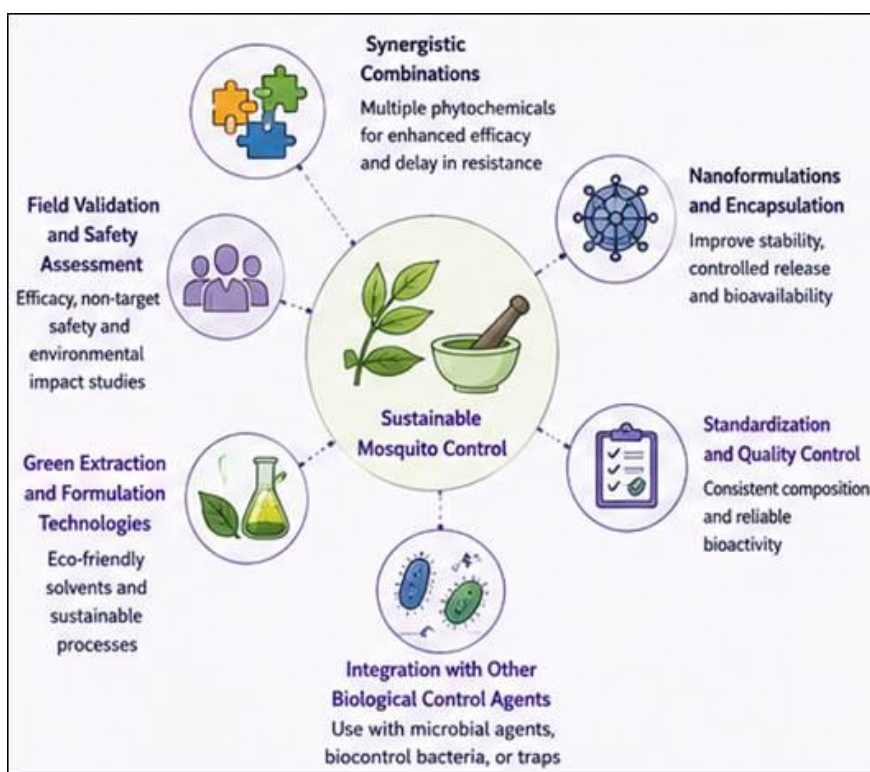 Synergistic
Combinations
Multiple phytochemicals
for enhanced efficacy
and delay in resistance
Nanoformulations
and Encapsulation
Improve stability,
controlled release
and bioavailability
Field Validation
and Safety
Assessment
Efficacy, non-target
safety and
environmental
impact studies
Sustainable
Mosquito Control
Standardization
and Quality Control
Consistent composition
and reliable
bioactivity
Green Extraction
and Formulation
Technologies
Eco-friendly
solvents and
sustainable
processes
Integration with Other
Biological Control Agents
Use with microbial agents,
biocontrol bacteria, or traps